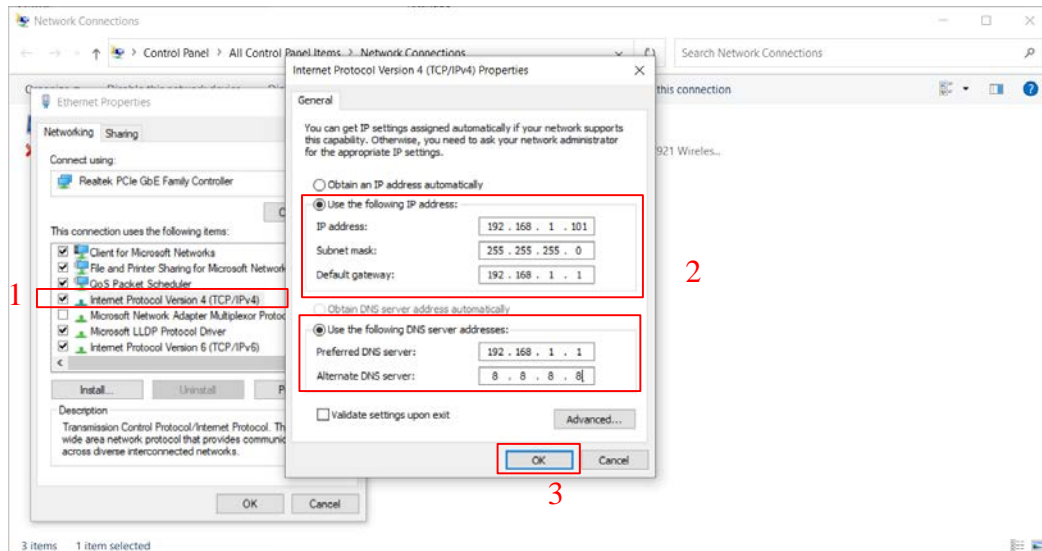 Network Connections
Control Panel > All Control Panel Items > Network Connections
Search Network Connections
this connection
Ethernet Properties
Networking Sharing
Connect using:
Realtek PCIe GbE Family Controller
This connection uses the following items:
Client for Microsoft Networks
File and Printer Sharing for Microsoft Network
QoS Packet Scheduler
1
Internet Protocol Version 4 (TCP/IPv4)
Microsoft Network Adapter Multiplexor Protoc
Microsoft LLDP Protocol Driver
Internet Protocol Version 6 (TCP/IPv6)
Install... Uninstall P
Description
Transmission Control Protocol/Internet Protocol. Th
wide area network protocol that provides communic
across diverse interconnected networks.
OK Cancel
Internet Protocol Version 4 (TCP/IPv4) Properties
General
You can get IP settings assigned automatically if your network supports
this capability. Otherwise, you need to ask your network administrator
for the appropriate IP settings.
Obtain an IP address automatically
Use the following IP address:
IP address: 192 . 168 . 1 . 101
Subnet mask: 255 . 255 . 255 . 0
Default gateway: 192 . 168 . 1 . 1
2
Obtain DNS server address automatically
Use the following DNS server addresses:
Preferred DNS server: 192 . 168 . 1 . 1
Alternate DNS server: 8 . 8 . 8 . 8
Validate settings upon exit
Advanced...
OK Cancel
3
921 Wireles...
3 items 1 item selected